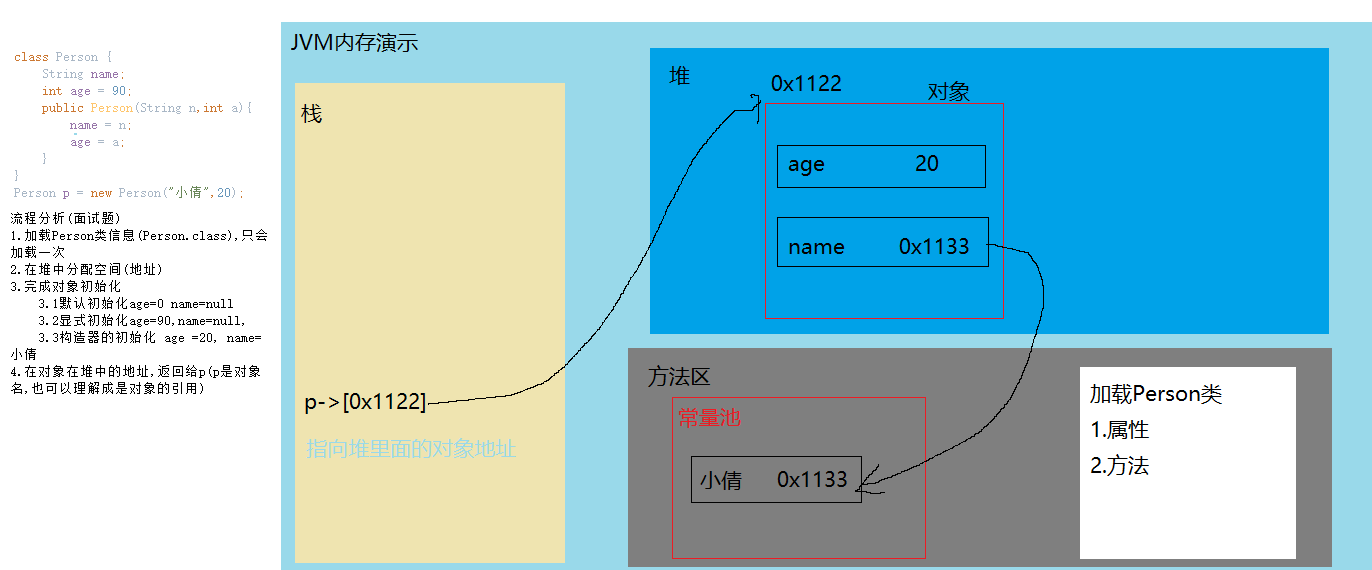 class Person {
String name;
int age = 90;
public Person(String n,int a){
name = n;
age = a;
}
}
Person p = new Person("小倩",20);
流程分析(面试题)
1.加载Person类信息(Person.class),只会
加载一次
2.在堆中分配空间(地址)
3.完成对象初始化
3.1默认初始化age=0 name=null
3.2显式初始化age=90,name=null,
3.3构造器的初始化 age =20, name=
小倩
4.在对象在堆中的地址,返回给p(p是对象
名,也可以理解成是对象的引用)
JVM内存演示
栈
p->[0x1122]
指向堆里面的对象地址
堆
0x1122
对象
age 20
name 0x1133
方法区
常量池
小倩 0x1133
加载Person类
1.属性
2.方法